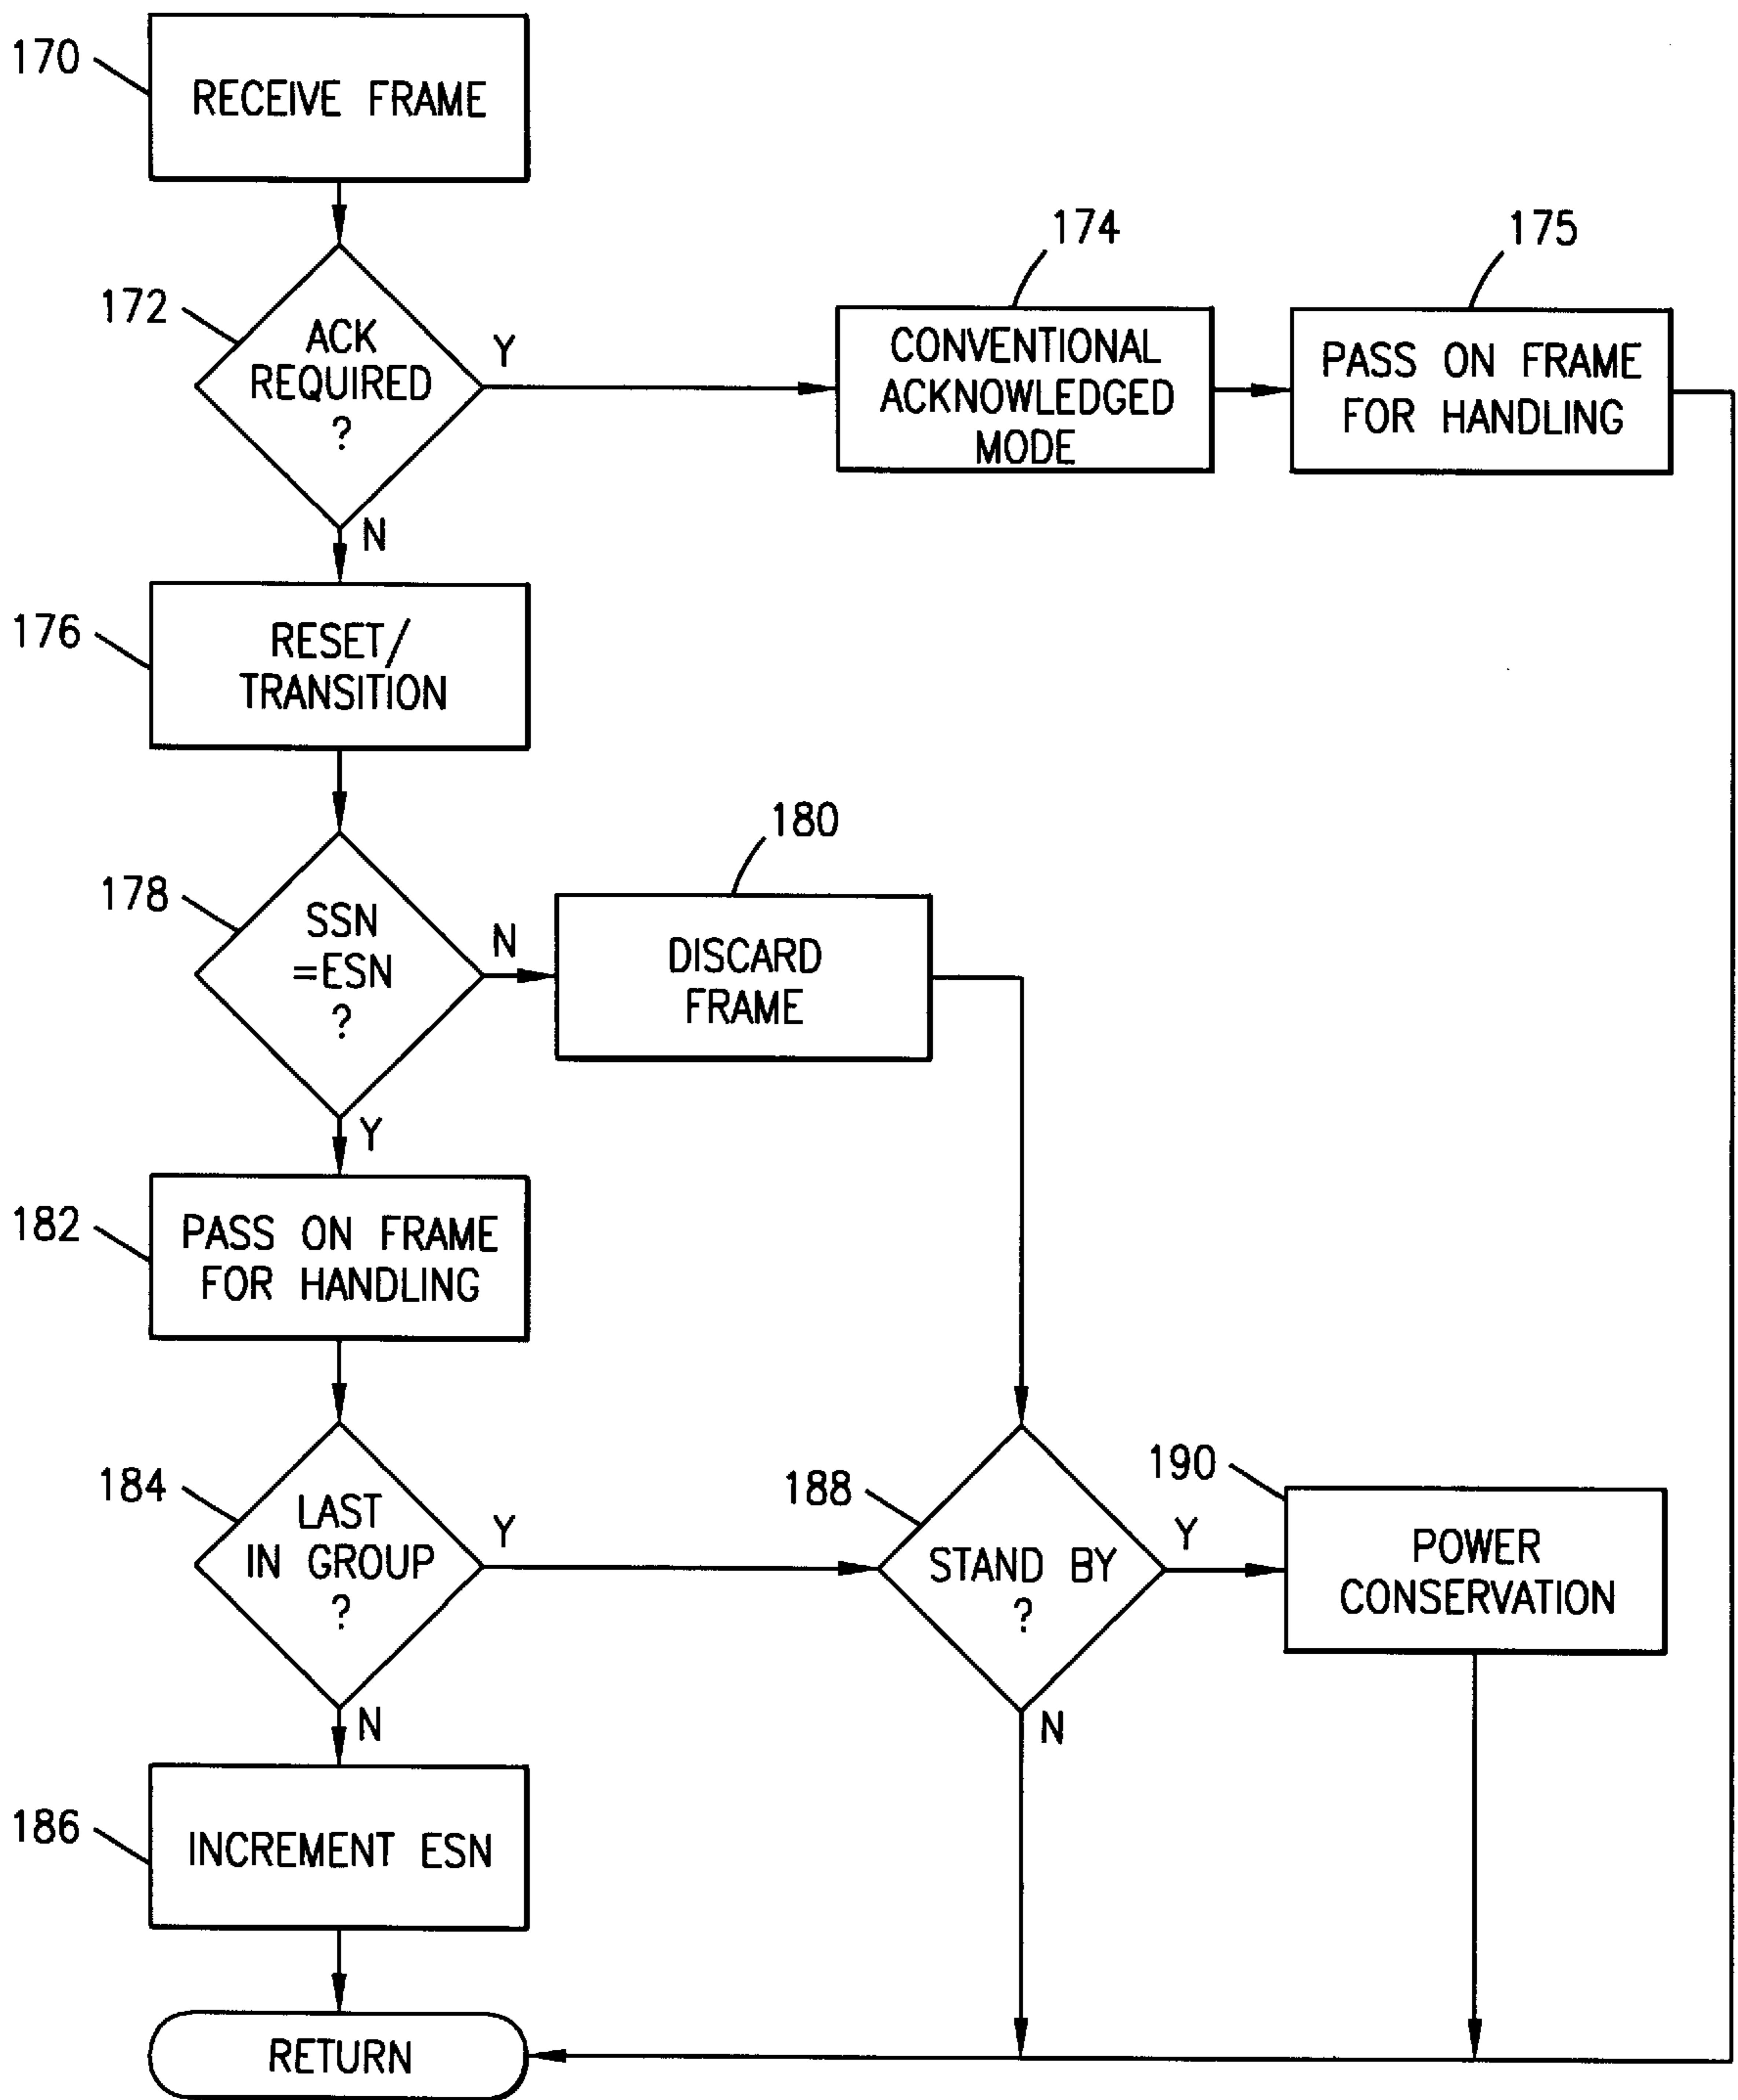 170
RECEIVE FRAME
172
ACK
REQUIRED
?
Y
N
174
CONVENTIONAL
ACKNOWLEDGED
MODE
175
PASS ON FRAME
FOR HANDLING
176
RESET/
TRANSITION
178
SSN
=ESN
?
N
Y
180
DISCARD
FRAME
182
PASS ON FRAME
FOR HANDLING
184
LAST
IN GROUP
?
Y
N
188
STAND BY
?
Y
N
190
POWER
CONSERVATION
186
INCREMENT ESN
RETURN